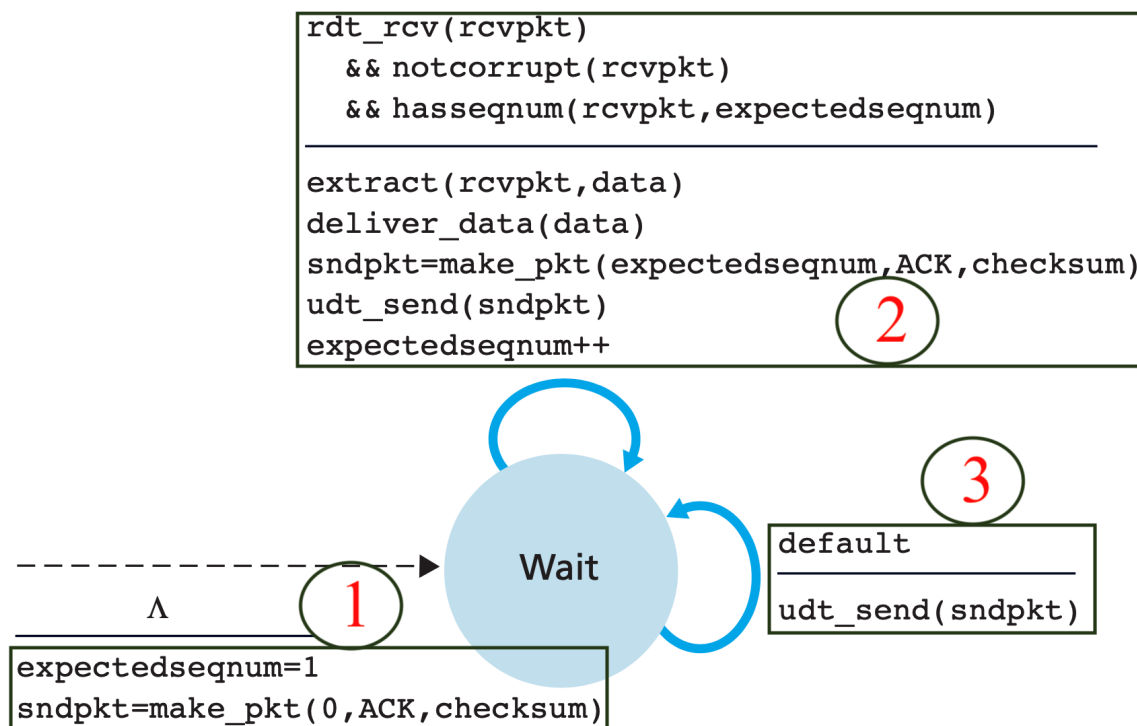 rdt_rcv(rcvpkt)
&& notcorrupt(rcvpkt)
&& hasseqnum(rcvpkt,expectedseqnum)
extract(rcvpkt,data)
deliver_data(data)
sndpkt=make_pkt(expectedseqnum,ACK,checksum)
udt_send(sndpkt)
expectedseqnum++
2
3
default
udt_send(sndpkt)
Wait
1
Λ
expectedseqnum=1
sndpkt=make_pkt(0,ACK,checksum)